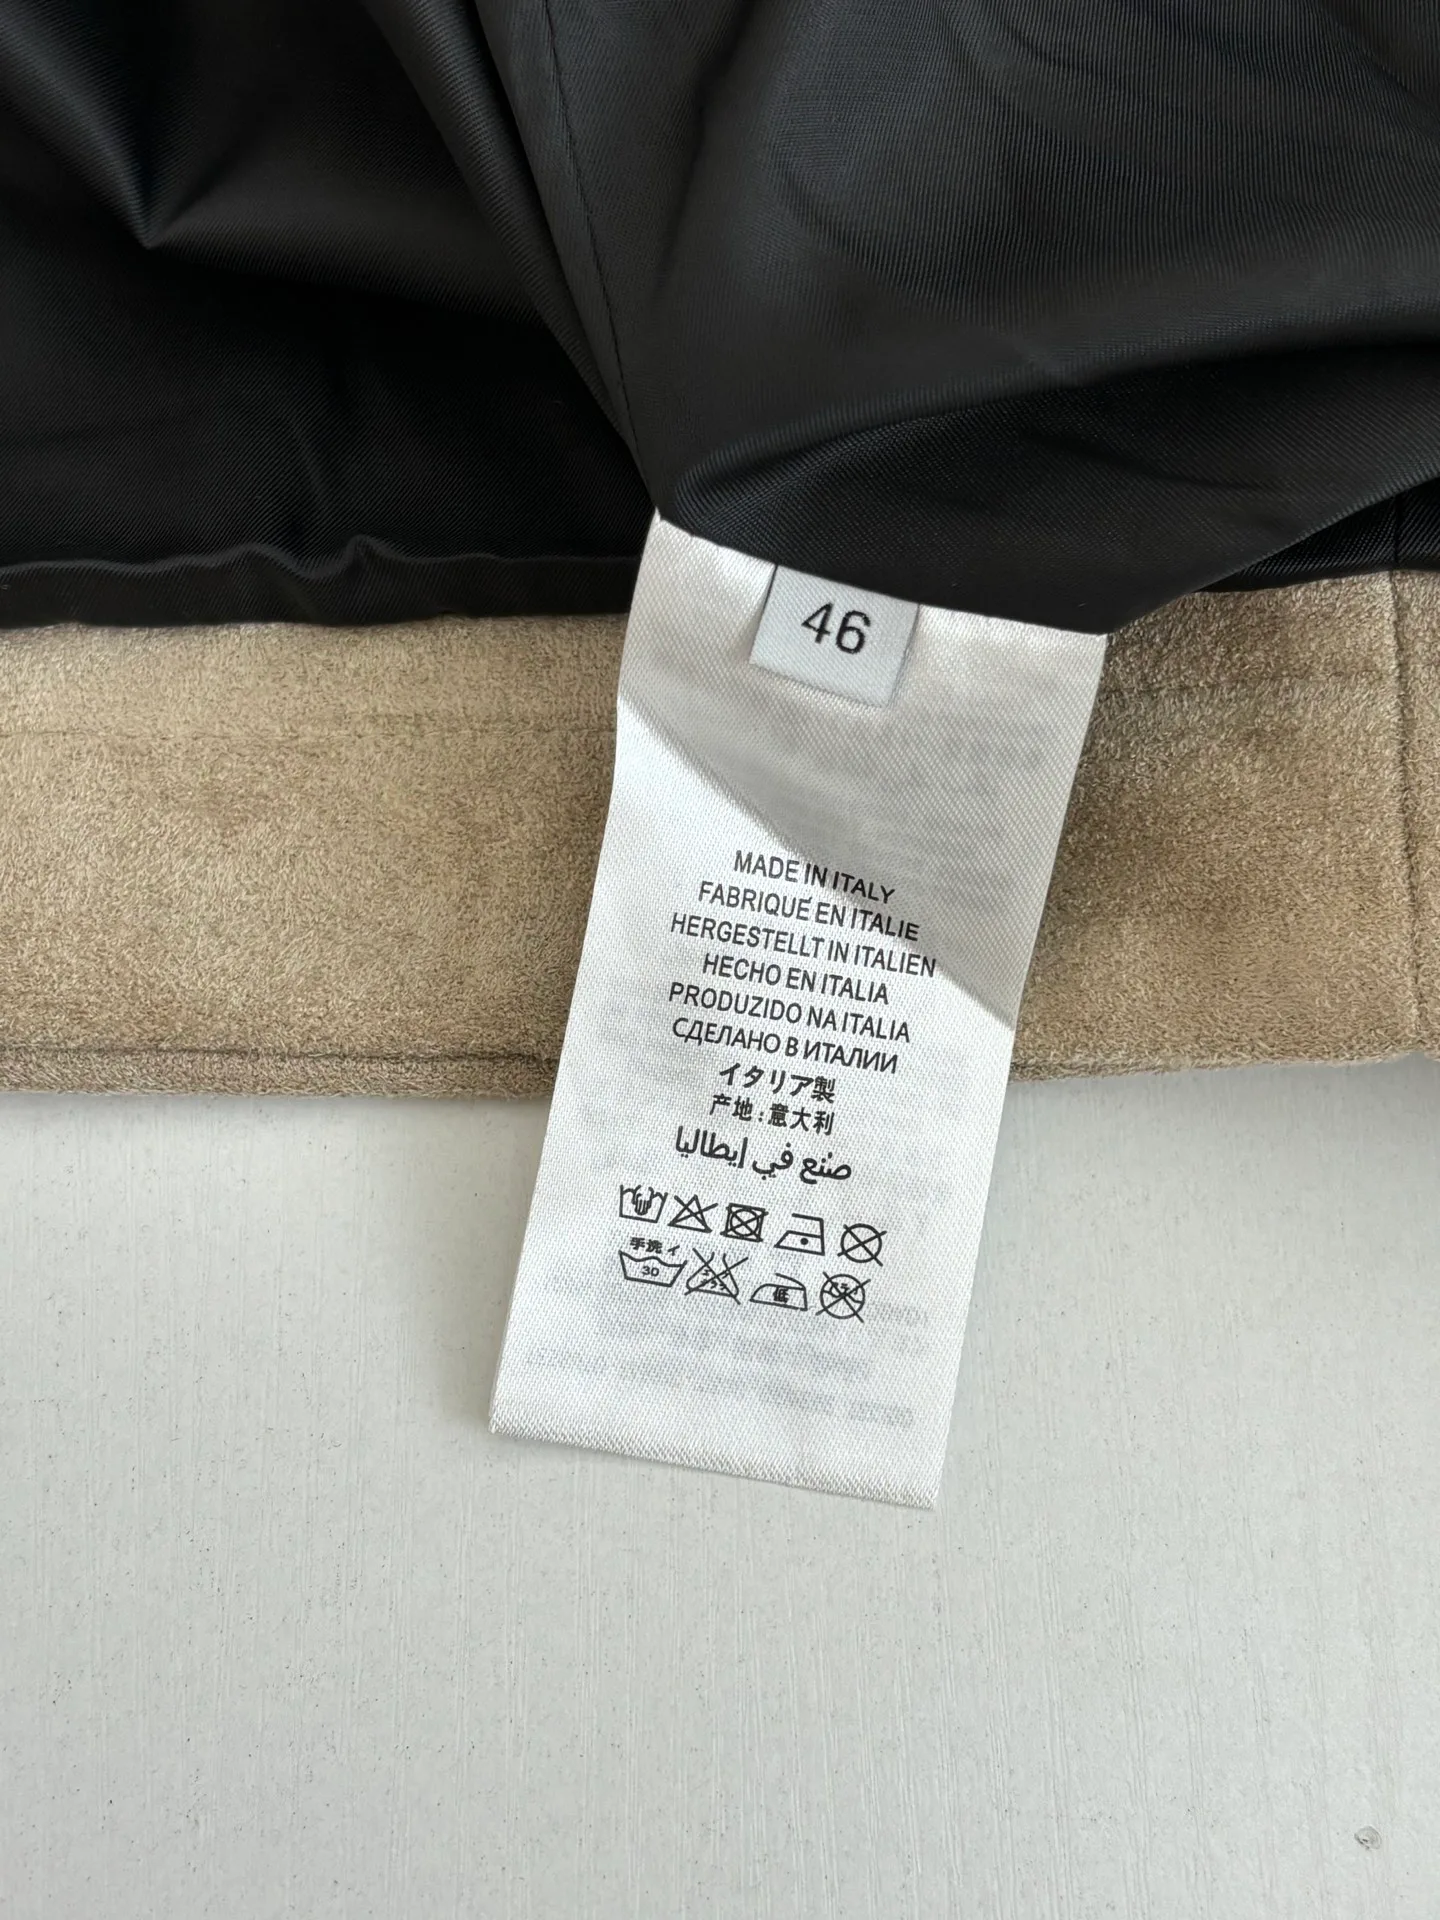 46
MADE IN ITALY
FABRIQUÉ EN ITALIE
HERGESTELLT IN ITALIEN
HECHO EN ITALIA
PRODUZIDO NA ITALIA
СДЕЛАНО В ИТАЛИИ
イタリア製
产地:意大利
صُنع في إيطاليا
手洗イ
30
低